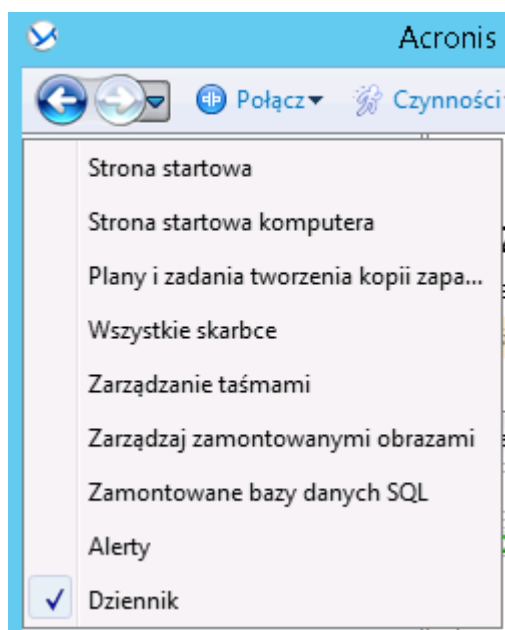 Acronis
Połącz Czynności
Strona startowa
Strona startowa komputera
Plany i zadania tworzenia kopii zapa...
Wszystkie skarbce
Zarządzanie taśmami
Zarządzaj zamontowanymi obrazami
Zamontowane bazy danych SQL
Alerty
Dziennik